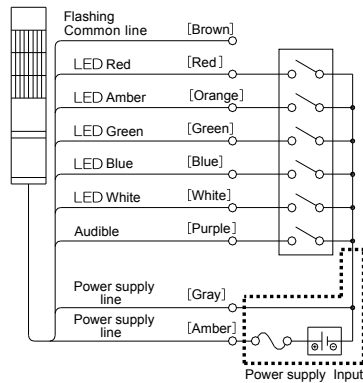 Flashing
Common line [Brown]
LED Red [Red]
LED Amber [Orange]
LED Green [Green]
LED Blue [Blue]
LED White [White]
Audible [Purple]
Power supply
line [Gray]
Power supply
line [Amber]
Power supply Input